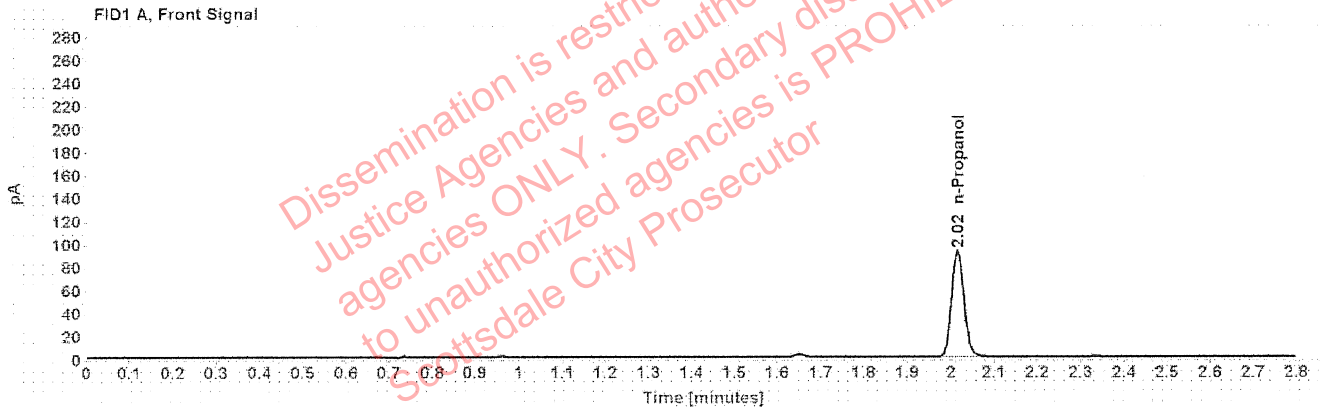 FID1 A, Front Signal
280
260
240
220
200
180
160
140
120
100
80
60
40
20
0
pA
2.02 n-Propanol
0 0.1 0.2 0.3 0.4 0.5 0.6 0.7 0.8 0.9 1 1.1 1.2 1.3 1.4 1.5 1.6 1.7 1.8 1.9 2 2.1 2.2 2.3 2.4 2.5 2.6 2.7 2.8
Time [minutes]
Dissemination is
Justice Agencies and
agencies ONLY. Secondary
to unauthorized agencies is
Scottsdale City Prosecutor